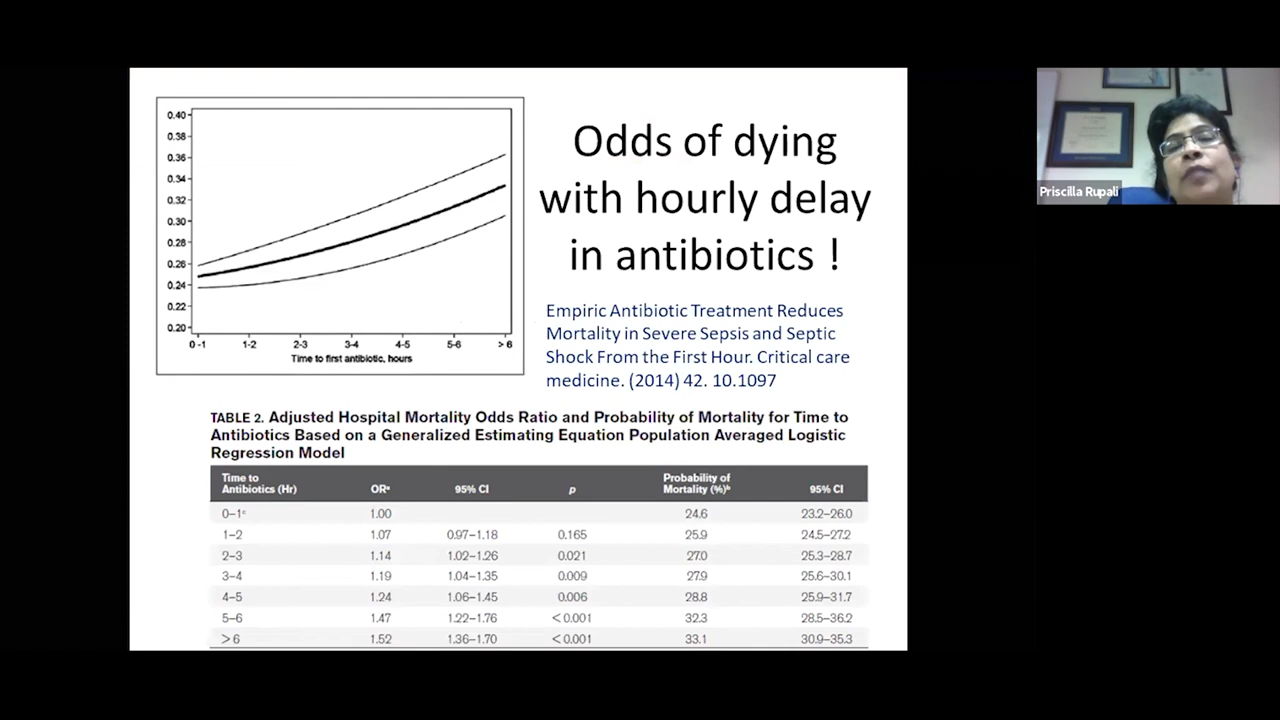 0.40
0.38
0.36
0.34
0.32
0.30
0.28
0.26
0.24
0.22
0.20
0 -1 1-2 2-3 3-4 4-5 5-6 > 6
Time to first antibiotic, hours
Odds of dying
with hourly delay
in antibiotics !
Empiric Antibiotic Treatment Reduces
Mortality in Severe Sepsis and Septic
Shock From the First Hour. Critical care
medicine. (2014) 42. 10.1097
Priscilla Rupali
TABLE 2. Adjusted Hospital Mortality Odds Ratio and Probability of Mortality for Time to
Antibiotics Based on a Generalized Estimating Equation Population Averaged Logistic
Regression Model
Time to
Antibiotics (Hr) ORᵃ 95% CI p Probability of
Mortality (%)ᵇ 95% CI
0–1ᶜ 1.00 24.6 23.2–26.0
1–2 1.07 0.97–1.18 0.165 25.9 24.5–27.2
2–3 1.14 1.02–1.26 0.021 27.0 25.3–28.7
3–4 1.19 1.04–1.35 0.009 27.9 25.6–30.1
4–5 1.24 1.06–1.45 0.006 28.8 25.9–31.7
5–6 1.47 1.22–1.76 <0.001 32.3 28.5–36.2
>6 1.52 1.36–1.70 <0.001 33.1 30.9–35.3